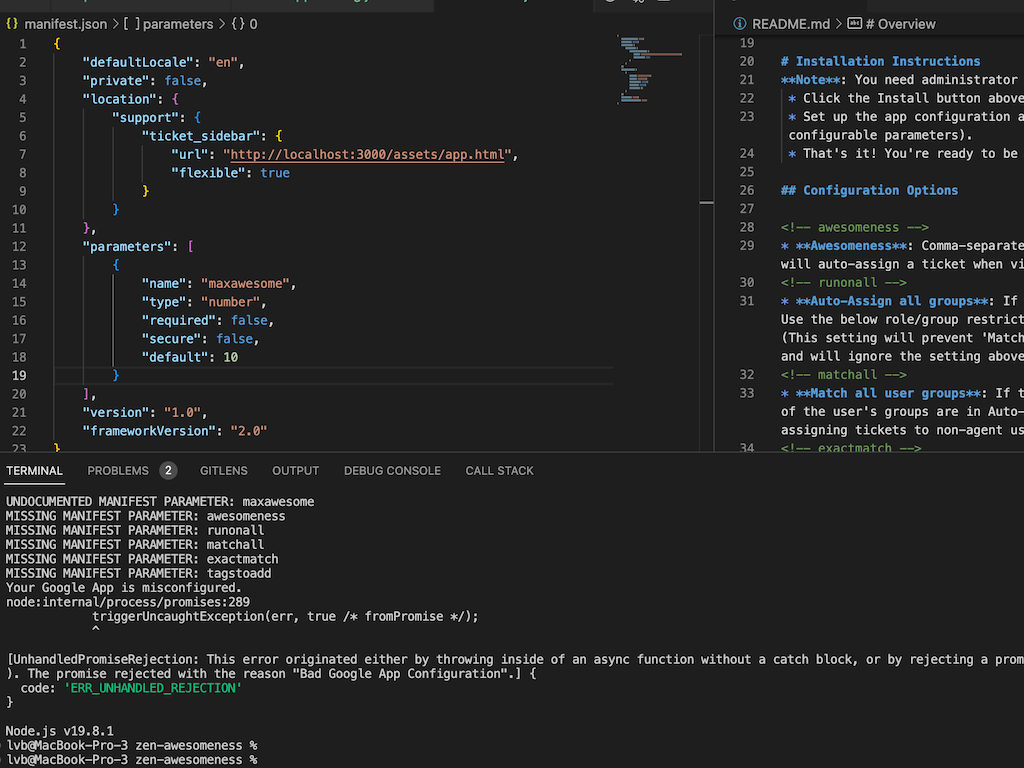 {} manifest.json > [ ] parameters > {} 0
1 {
2 "defaultLocale": "en",
3 "private": false,
4 "location": {
5 "support": {
6 "ticket_sidebar": {
7 "url": "http://localhost:3000/assets/app.html",
8 "flexible": true
9 }
10 }
11 },
12 "parameters": [
13 {
14 "name": "maxawesome",
15 "type": "number",
16 "required": false,
17 "secure": false,
18 "default": 10
19 }
20 ],
21 "version": "1.0",
22 "frameworkVersion": "2.0"
23 }
README.md > # Overview
19
20 # Installation Instructions
21 **Note**: You need administrator
22 * Click the Install button above
23 * Set up the app configuration a
configurable parameters).
24 * That's it! You're ready to be
25
26 ## Configuration Options
27
28 <!-- awesomeness -->
29 * **Awesomeness**: Comma-separate
will auto-assign a ticket when vi
30 <!-- runonall -->
31 * **Auto-Assign all groups**: If
Use the below role/group restrict
(This setting will prevent 'Match
and will ignore the setting above
32 <!-- matchall -->
33 * **Match all user groups**: If t
of the user's groups are in Auto-
assigning tickets to non-agent us
34 <!-- exactmatch -->
TERMINAL PROBLEMS 2 GITLENS OUTPUT DEBUG CONSOLE CALL STACK
UNDOCUMENTED MANIFEST PARAMETER: maxawesome
MISSING MANIFEST PARAMETER: awesomeness
MISSING MANIFEST PARAMETER: runonall
MISSING MANIFEST PARAMETER: matchall
MISSING MANIFEST PARAMETER: exactmatch
MISSING MANIFEST PARAMETER: tagstoadd
Your Google App is misconfigured.
node:internal/process/promises:289
triggerUncaughtException(err, true /* fromPromise */);
^
[UnhandledPromiseRejection: This error originated either by throwing inside of an async function without a catch block, or by rejecting a prom
). The promise rejected with the reason "Bad Google App Configuration".] {
code: 'ERR_UNHANDLED_REJECTION'
}
Node.js v19.8.1
lvb@MacBook-Pro-3 zen-awesomeness %
lvb@MacBook-Pro-3 zen-awesomeness %